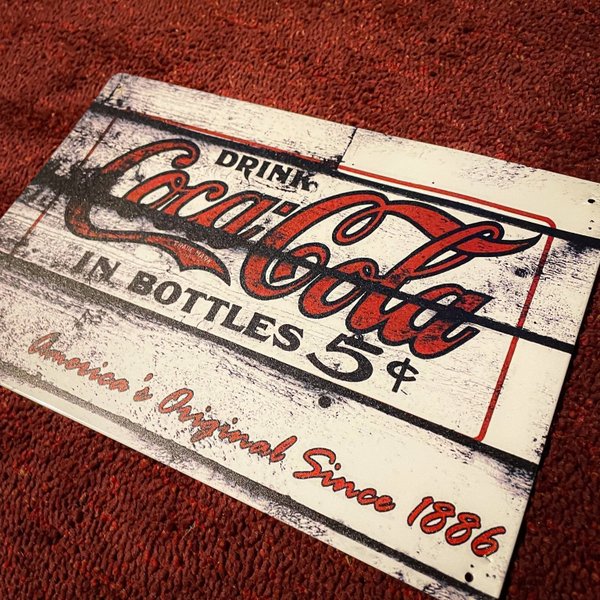 DRINK
Coca-Cola
IN BOTTLES 5¢
America's Original Since 1886